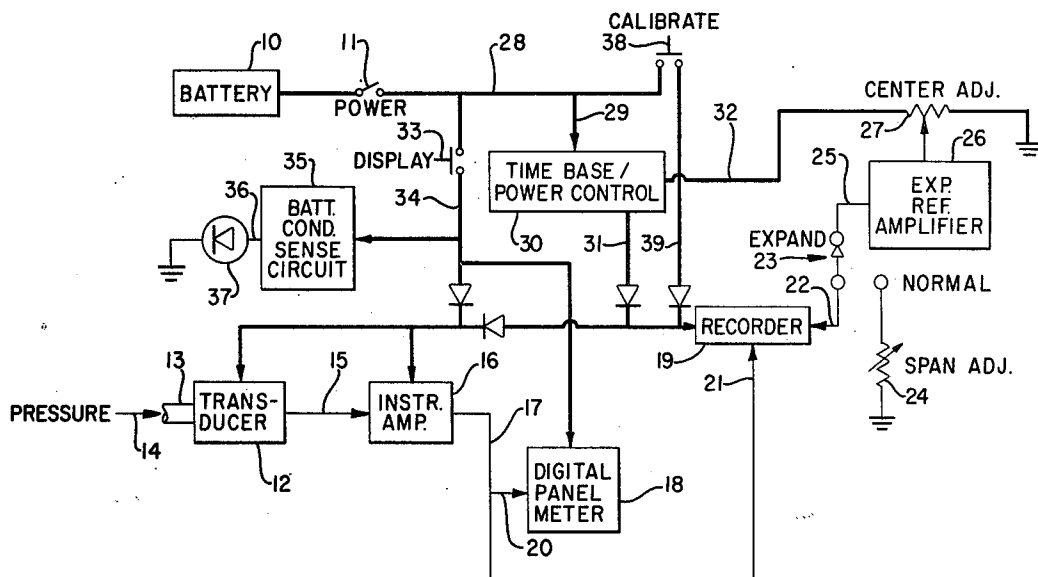 CALIBRATE
38
10
11
28
BATTERY
POWER
CENTER ADJ.
27
29
32
33
DISPLAY
26
25
EXP.
REF.
AMPLIFIER
TIME BASE /
POWER CONTROL
35
34
36
BATT.
COND.
SENSE
CIRCUIT
30
31
39
EXPAND
23
37
22
NORMAL
RECORDER
19
16
13
15
21
SPAN ADJ.
24
PRESSURE
14
TRANS-
DUCER
INSTR.
AMP.
17
12
DIGITAL
PANEL
METER
18
20